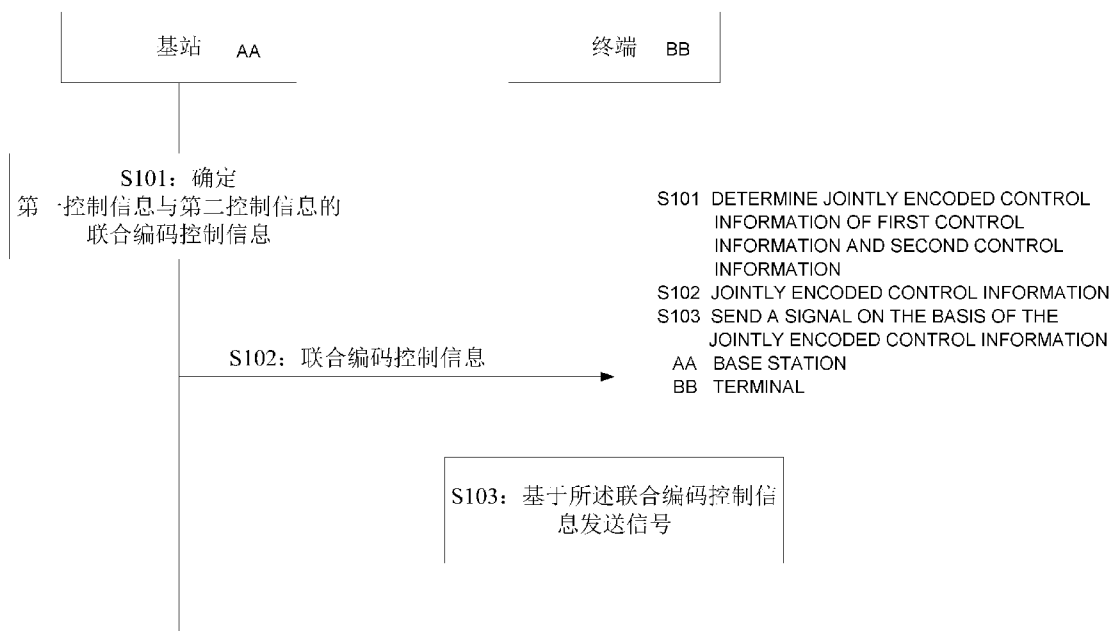 基站 AA
终端 BB
S101：确定
第一控制信息与第二控制信息的
联合编码控制信息
S101 DETERMINE JOINTLY ENCODED CONTROL
INFORMATION OF FIRST CONTROL
INFORMATION AND SECOND CONTROL
INFORMATION
S102 JOINTLY ENCODED CONTROL INFORMATION
S103 SEND A SIGNAL ON THE BASIS OF THE
JOINTLY ENCODED CONTROL INFORMATION
AA BASE STATION
BB TERMINAL
S102：联合编码控制信息
S103：基于所述联合编码控制信
息发送信号